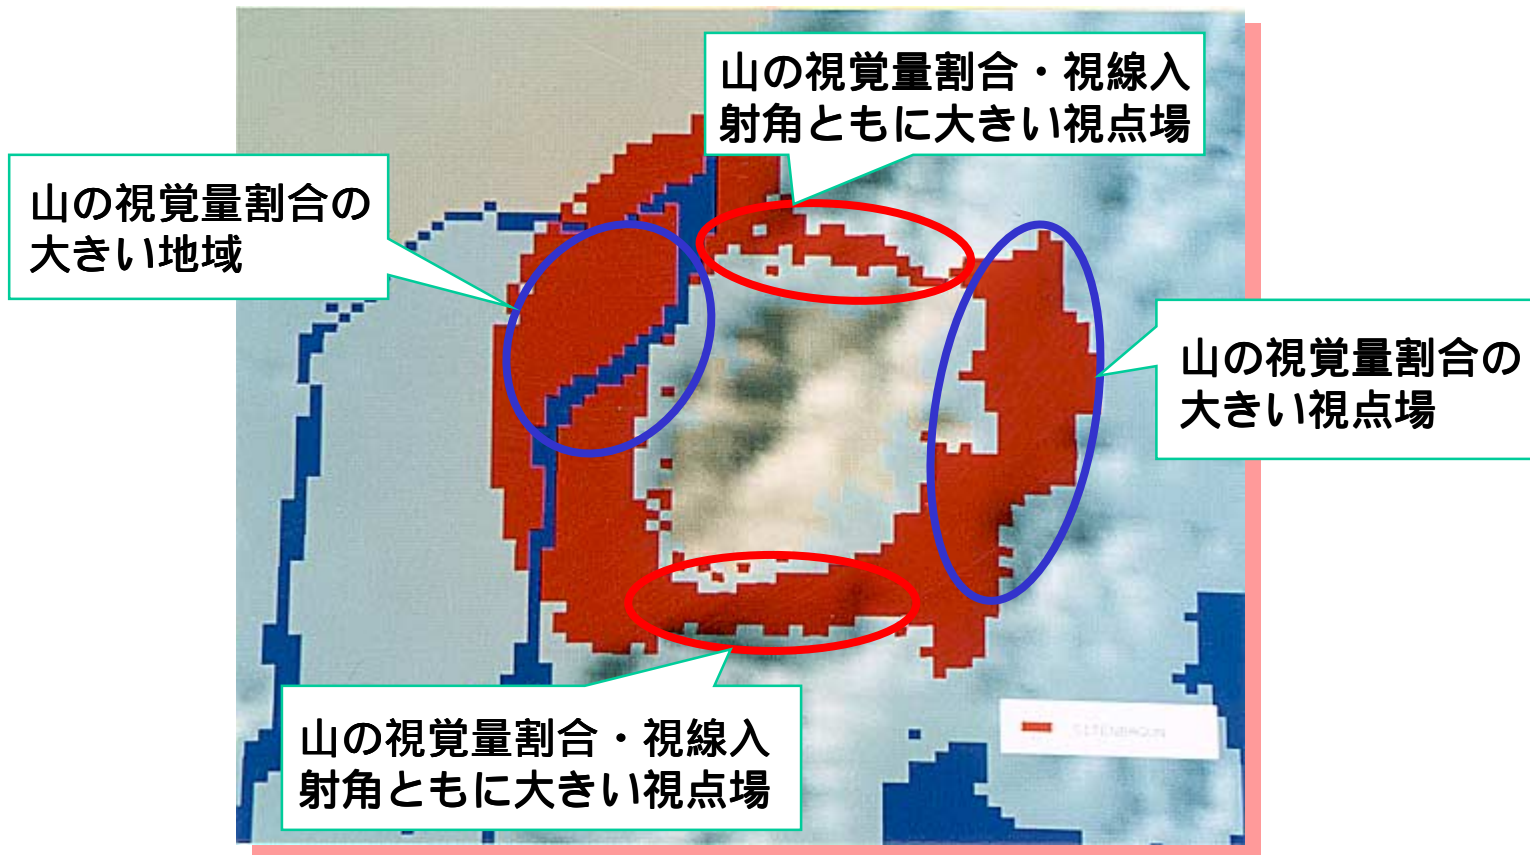 山の視覚量割合・視線入
射角ともに大きい視点場
山の視覚量割合の
大きい地域
山の視覚量割合の
大きい視点場
山の視覚量割合・視線入
射角ともに大きい視点場
SITENBAGUN